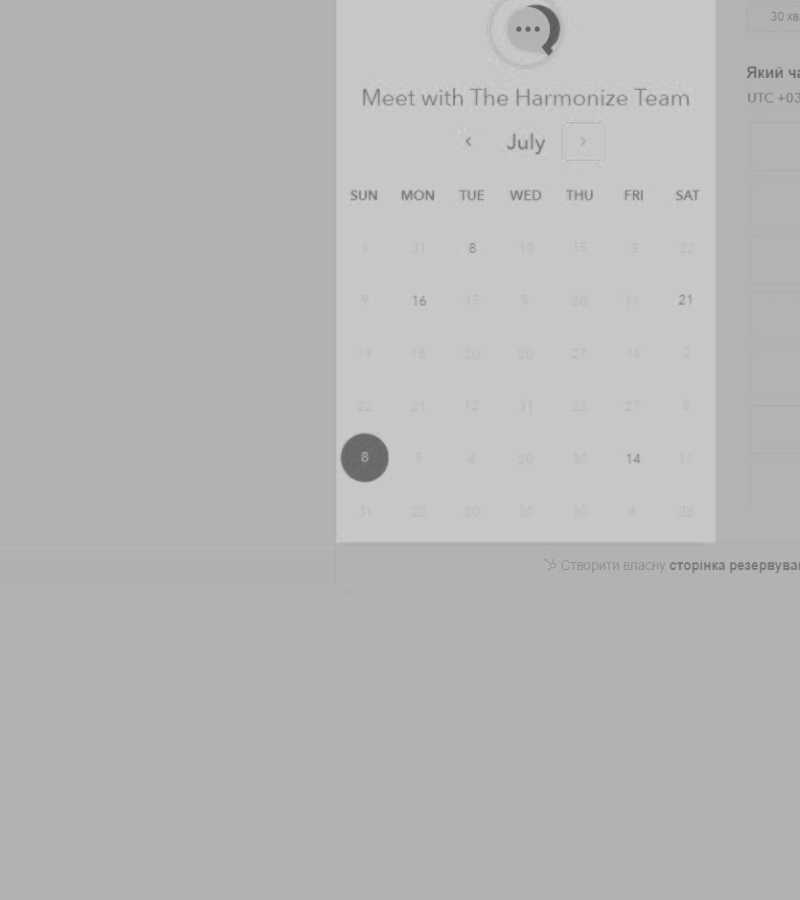 Meet with The Harmonize Team
July
SUN MON TUE WED THU FRI SAT
1 31 8 10 15 3 22
9 16 15 5 20 11 21
19 18 20 20 27 16 2
22 21 12 31 22 27 8
8 7 4 20 30 14 11
31 22 20 30 30 4 28
Створити власну сторінка
30 хв
Який
UTC +03